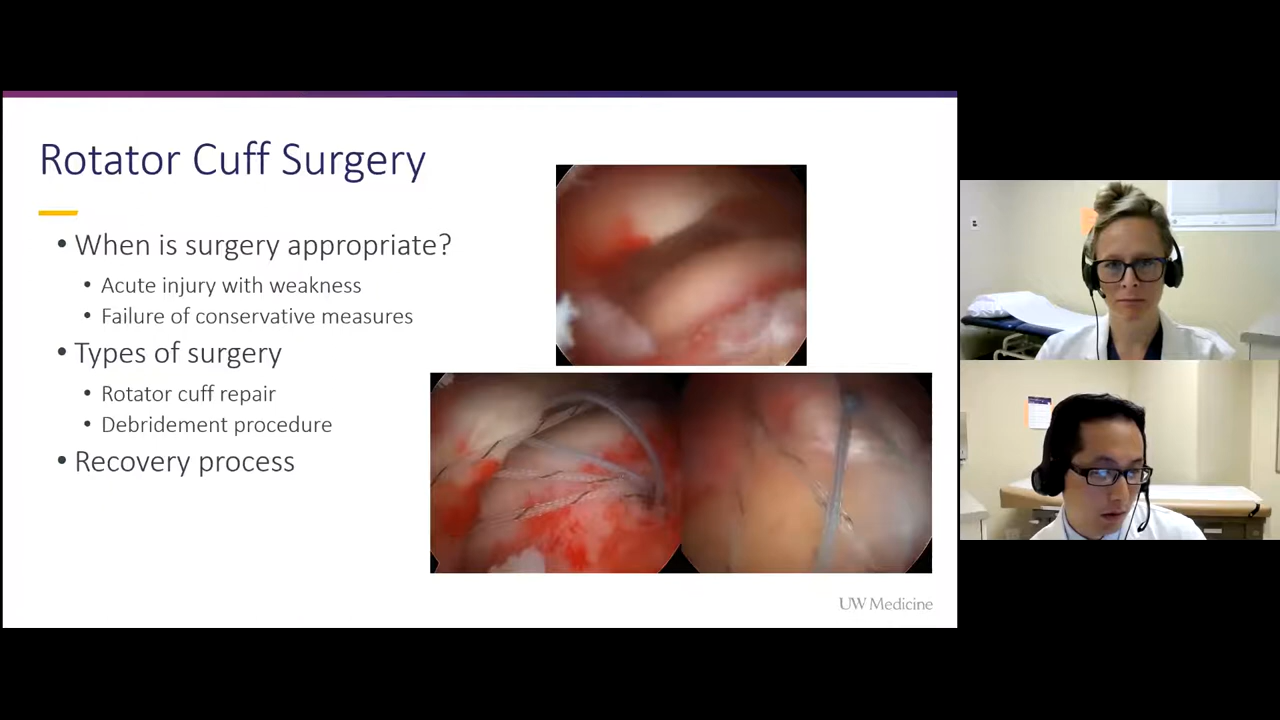 Rotator Cuff Surgery
• When is surgery appropriate?
• Acute injury with weakness
• Failure of conservative measures
• Types of surgery
• Rotator cuff repair
• Debridement procedure
• Recovery process
UW Medicine